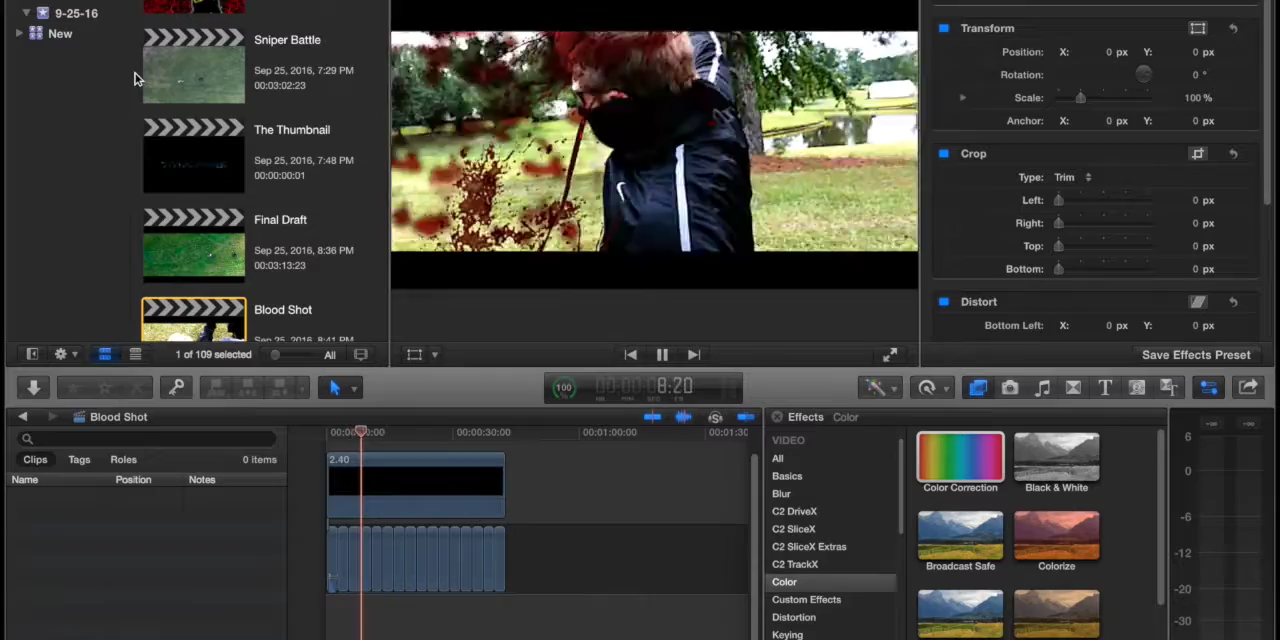 9-25-16
New
Sniper Battle
Sep 25, 2016, 7:29 PM
00:03:02:23
The Thumbnail
Sep 25, 2016, 7:48 PM
00:00:00:01
Final Draft
Sep 25, 2016, 8:36 PM
00:03:13:23
Blood Shot
Sep 25, 2016, 8:41 PM
1 of 109 selected
All
Transform
Position: X: 0 px Y: 0 px
Rotation: 0 °
Scale: 100 %
Anchor: X: 0 px Y: 0 px
Crop
Type: Trim
Left: 0 px
Right: 0 px
Top: 0 px
Bottom: 0 px
Distort
Bottom Left: X: 0 px Y: 0 px
Save Effects Preset
100
8:20
Blood Shot
Clips Tags Roles 0 items
Name Position Notes
00:00:30:00
00:01:00:00
00:01:30
2.40
Effects Color
VIDEO
All
Basics
Blur
C2 DriveX
C2 SliceX
C2 SliceX Extras
C2 TrackX
Color
Custom Effects
Distortion
Keying
Color Correction
Black & White
Broadcast Safe
Colorize
6
0
-6
-12
-20
-30